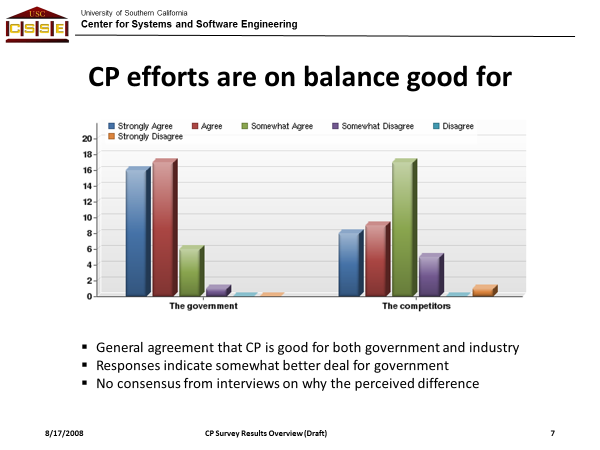 USC
CSSE
University of Southern California
Center for Systems and Software Engineering
CP efforts are on balance good for
Strongly Agree Agree Somewhat Agree Somewhat Disagree Disagree
Strongly Disagree
20
18
16
14
12
10
8
6
4
2
0
The government The competitors
▪ General agreement that CP is good for both government and industry
▪ Responses indicate somewhat better deal for government
▪ No consensus from interviews on why the perceived difference
8/17/2008 CP Survey Results Overview (Draft) 7